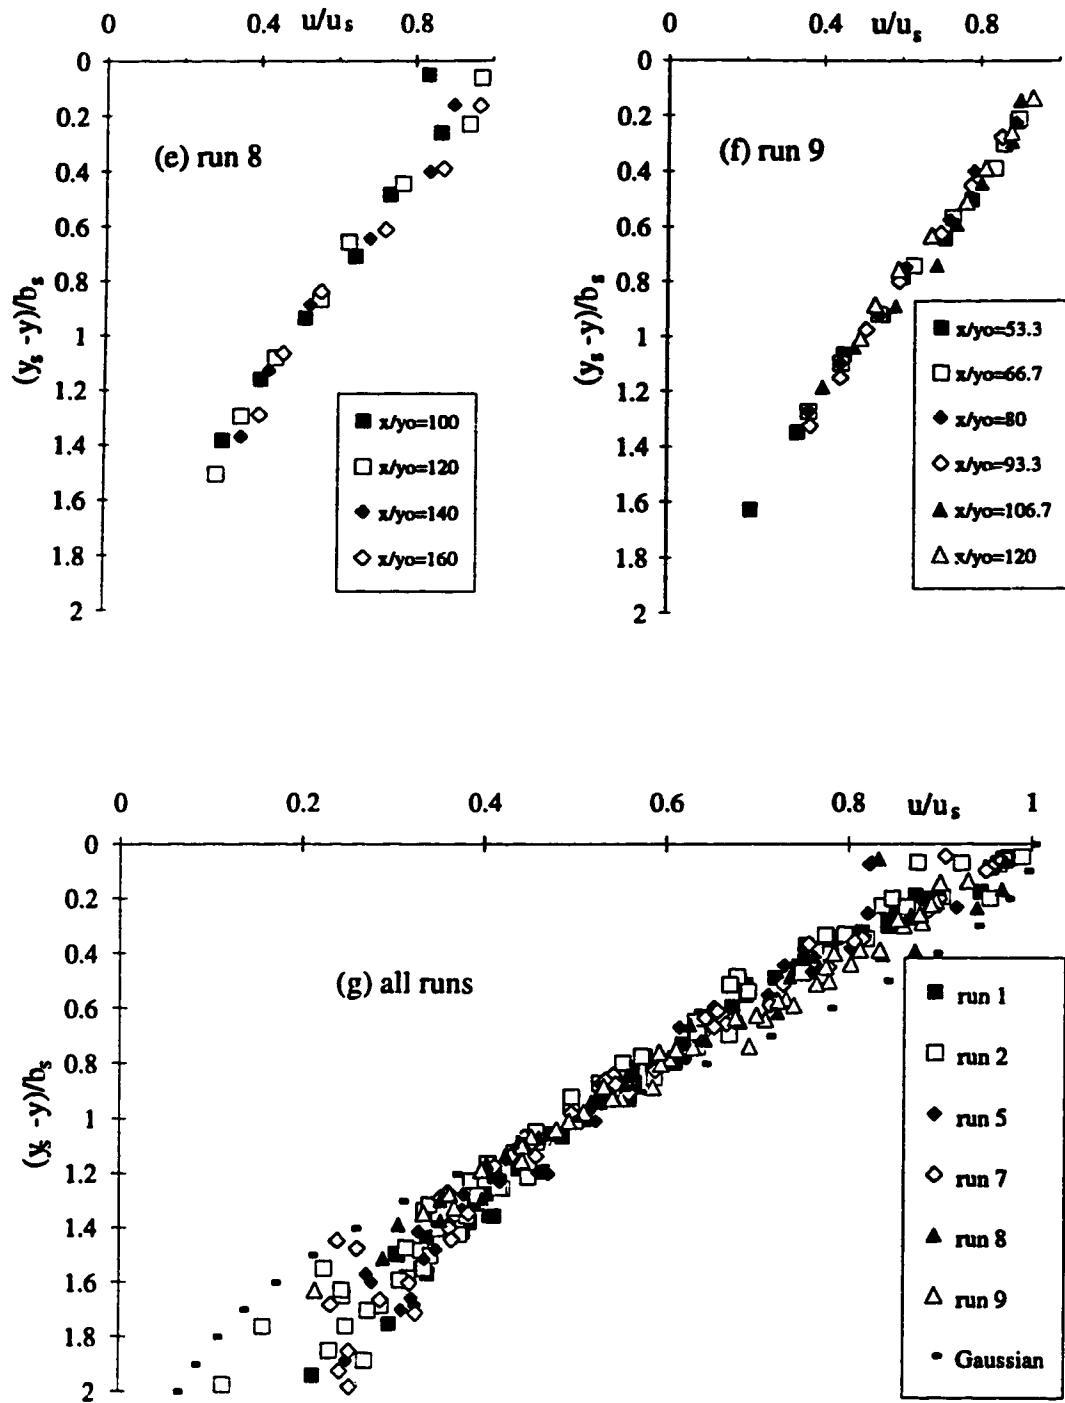 0
0.4
u/us
0.8
0
0.2
0.4
0.6
0.8
1
1.2
1.4
1.6
1.8
2
(ys -y)/bs
(e) run 8
x/yo=100
x/yo=120
x/yo=140
x/yo=160
0
0.4
u/us
0.8
0
0.2
0.4
0.6
0.8
1
1.2
1.4
1.6
1.8
2
(ys -y)/bs
(f) run 9
x/yo=53.3
x/yo=66.7
x/yo=80
x/yo=93.3
x/yo=106.7
x/yo=120
0
0.2
0.4
0.6
0.8
u/us
1
0
0.2
0.4
0.6
0.8
1
1.2
1.4
1.6
1.8
2
(ys -y)/bs
(g) all runs
run 1
run 2
run 5
run 7
run 8
run 9
Gaussian